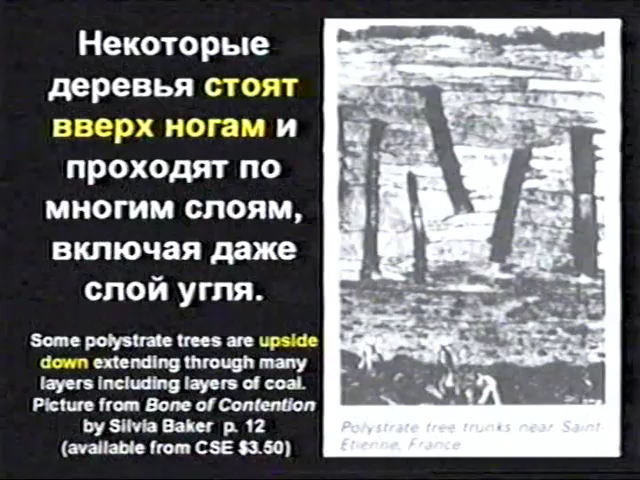 Некоторые
деревья стоят
вверх ногам и
проходят по
многим слоям,
включая даже
слой угля.
Some polystrate trees are upside
down extending through many
layers including layers of coal.
Picture from Bone of Contention
by Silvia Baker p. 12
(available from CSE $3.50)
Polystrate tree trunks near Saint-
Etienne, France